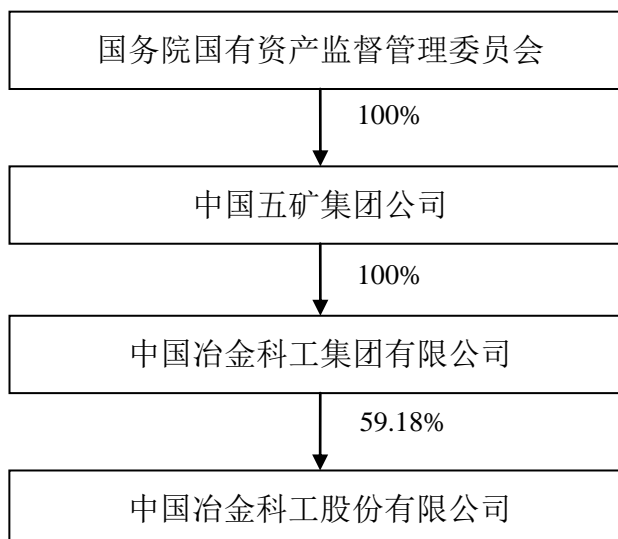 国务院国有资产监督管理委员会
100%
中国五矿集团公司
100%
中国冶金科工集团有限公司
59.18%
中国冶金科工股份有限公司